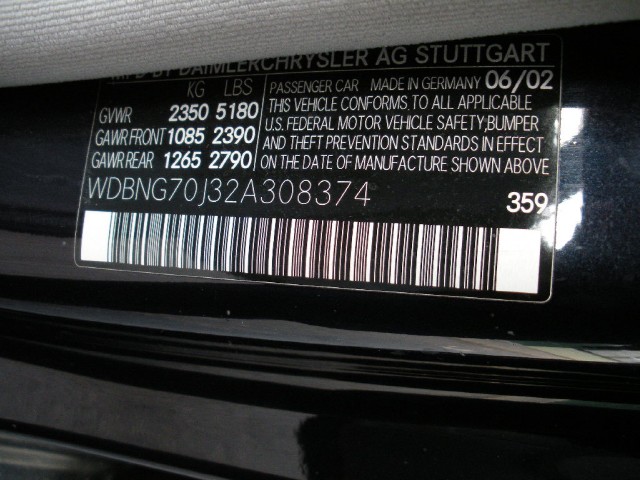 MFD BY DAIMLERCHRYSLER AG STUTTGART
KG LBS
GVWR 2350 5180
GAWR FRONT 1085 2390
GAWR REAR 1265 2790
PASSENGER CAR MADE IN GERMANY 06/02
THIS VEHICLE CONFORMS, TO ALL APPLICABLE
U.S. FEDERAL MOTOR VEHICLE SAFETY, BUMPER
AND THEFT PREVENTION STANDARDS IN EFFECT
ON THE DATE OF MANUFACTURE SHOWN ABOVE
WDBNG70J32A308374
359